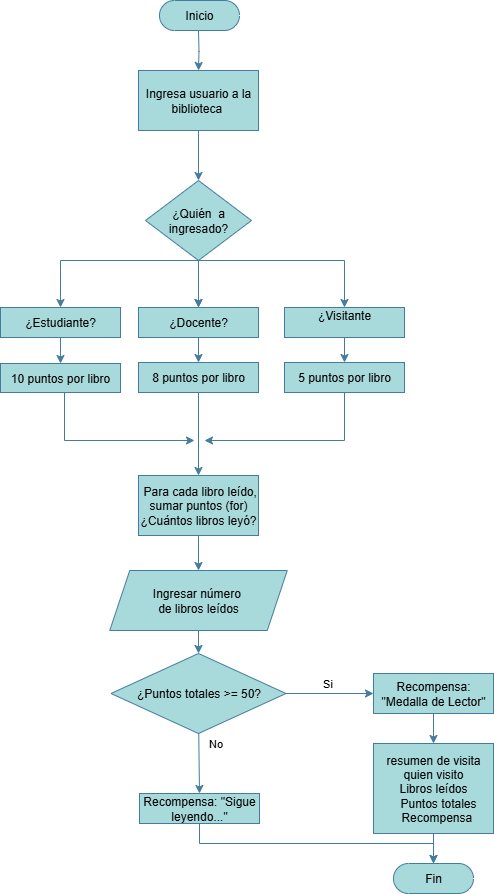 Inicio
Ingresa usuario a la
biblioteca
¿Quién a
ingresado?
¿Estudiante?
¿Docente?
¿Visitante
10 puntos por libro
8 puntos por libro
5 puntos por libro
Para cada libro leído,
sumar puntos (for)
¿Cuántos libros leyó?
Ingresar número
de libros leídos
¿Puntos totales >= 50?
Si
Recompensa:
"Medalla de Lector"
No
resumen de visita
quien visito
Libros leídos
Puntos totales
Recompensa
Recompensa: "Sigue
leyendo..."
Fin